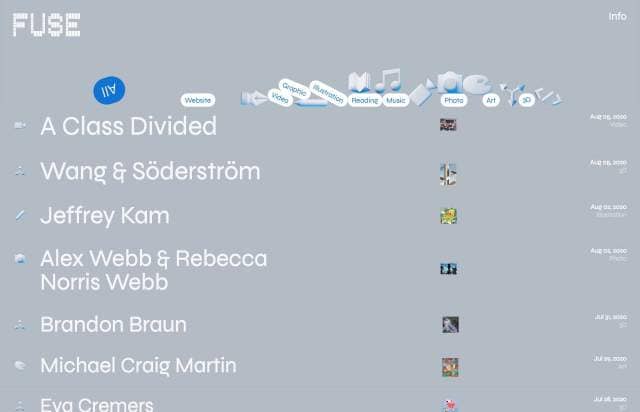 FUSE
Info
All
Website
Video
Graphic
Illustration
Reading
Music
Photo
Art
3D
A Class Divided
Aug 05, 2020
Video
Wang & Söderström
Aug 05, 2020
3D
Jeffrey Kam
Aug 02, 2020
Illustration
Alex Webb & Rebecca
Norris Webb
Aug 02, 2020
Photo
Brandon Braun
Jul 31, 2020
3D
Michael Craig Martin
Jul 29, 2020
Art
Eva Cremers
Jul 28, 2020
3D